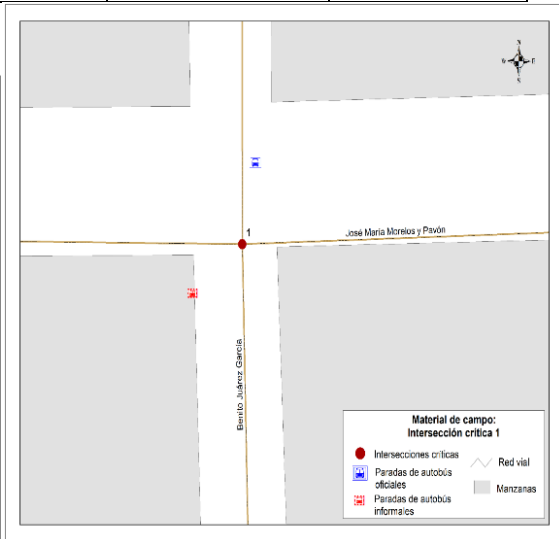 1
José María Morelos y Pavón
Benito Juárez García
Material de campo:
Intersección crítica 1
Intersecciones críticas
Paradas de autobús
oficiales
Paradas de autobús
informales
Red vial
Manzanas